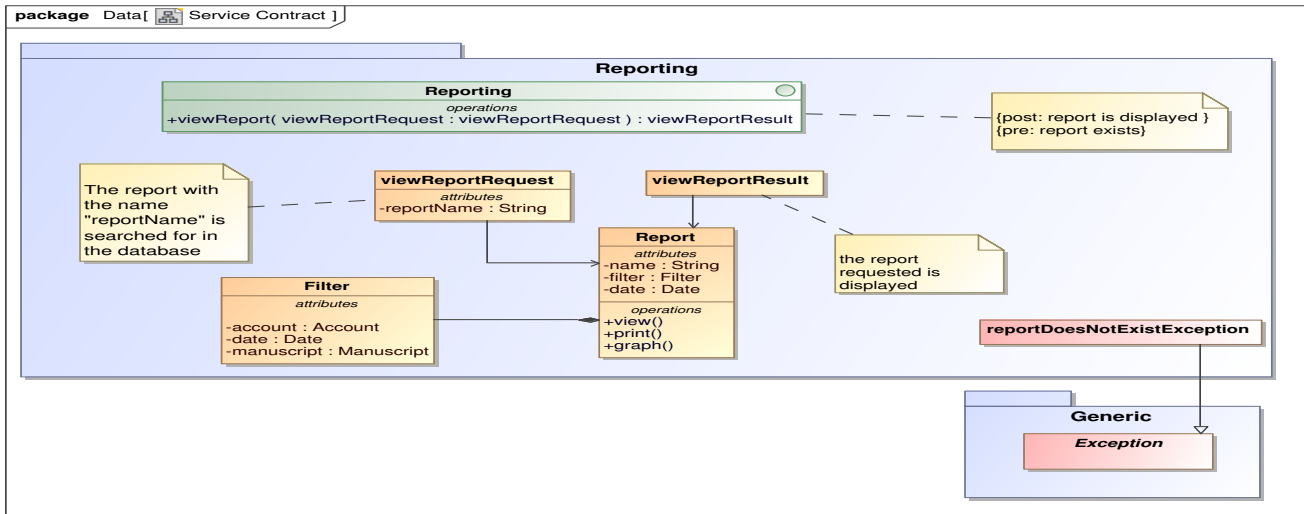 package Data[ Service Contract ]
Reporting
Reporting
operations
+viewReport( viewReportRequest : viewReportRequest ) : viewReportResult
{post: report is displayed }
{pre: report exists}
The report with
the name
"reportName" is
searched for in
the database
viewReportRequest
attributes
-reportName : String
viewReportResult
Report
attributes
-name : String
-filter : Filter
-date : Date
operations
+view()
+print()
+graph()
the report
requested is
displayed
Filter
attributes
-account : Account
-date : Date
-manuscript : Manuscript
reportDoesNotExistException
Generic
Exception